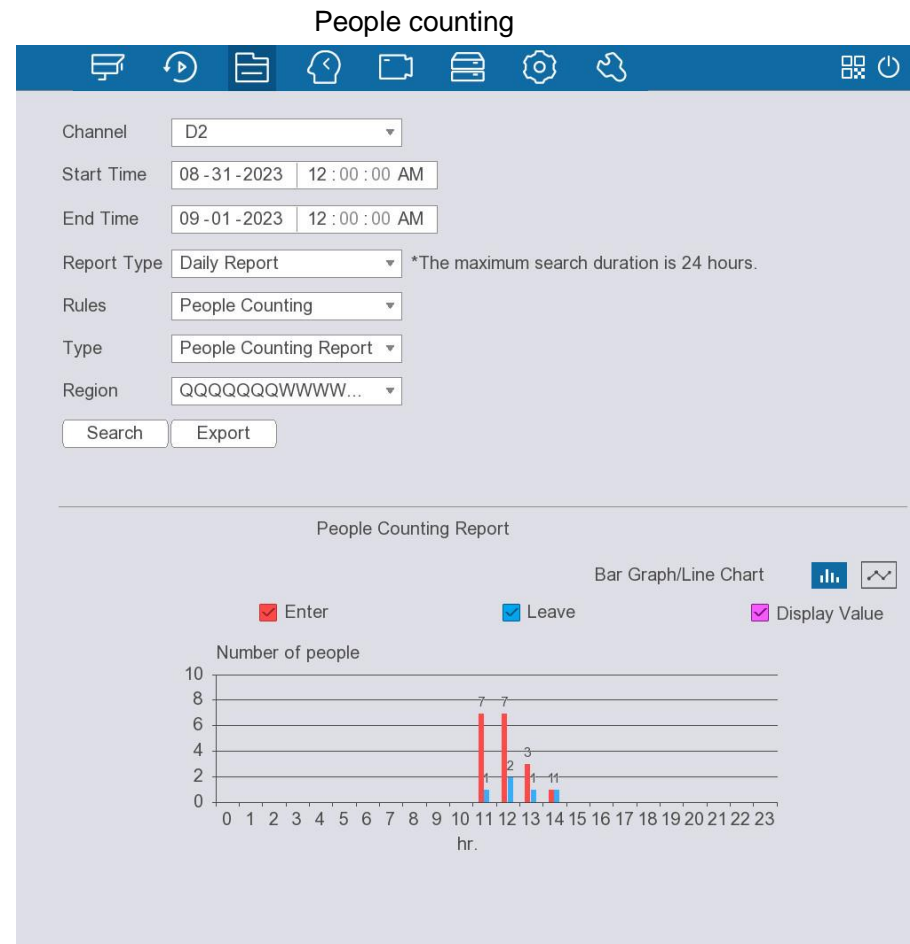 People counting
Channel D2
Start Time 08-31-2023 12:00:00 AM
End Time 09-01-2023 12:00:00 AM
Report Type Daily Report *The maximum search duration is 24 hours.
Rules People Counting
Type People Counting Report
Region QQQQQQQWWWW...
Search Export
People Counting Report
Bar Graph/Line Chart
Enter Leave Display Value
Number of people
10
8
7 7
6
4
3
2
2
1 1 11
0
0 1 2 3 4 5 6 7 8 9 10 11 12 13 14 15 16 17 18 19 20 21 22 23
hr.